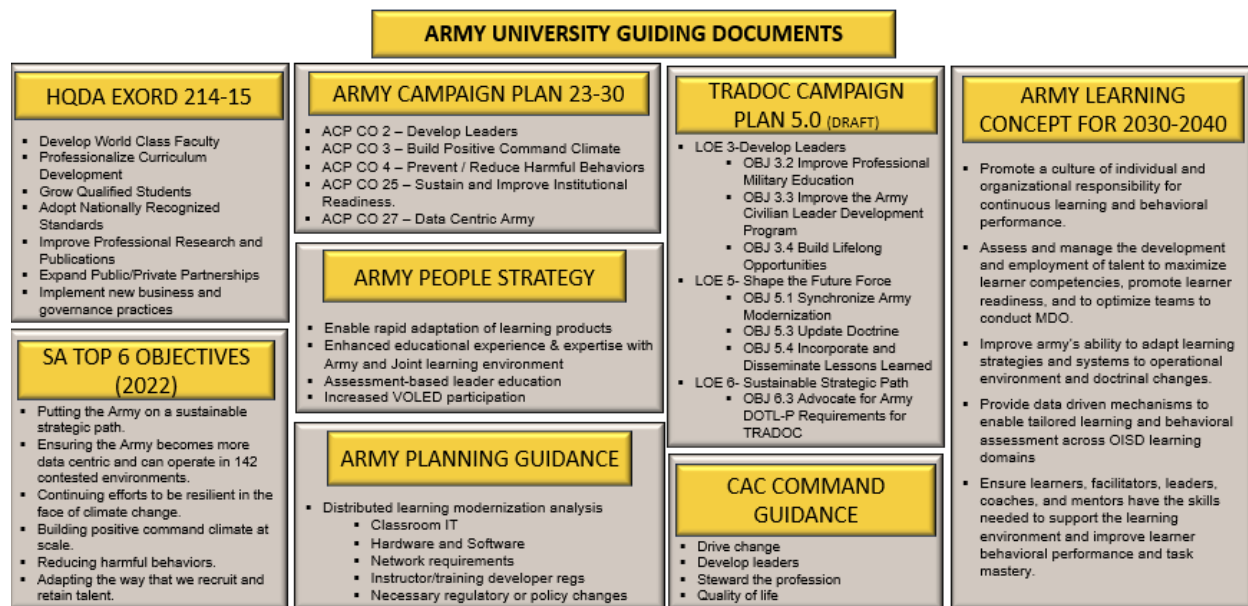 ARMY UNIVERSITY GUIDING DOCUMENTS
HQDA EXORD 214-15
▪ Develop World Class Faculty
▪ Professionalize Curriculum
Development
▪ Grow Qualified Students
▪ Adopt Nationally Recognized
Standards
▪ Improve Professional Research and
Publications
▪ Expand Public/Private Partnerships
▪ Implement new business and
governance practices
SA TOP 6 OBJECTIVES
(2022)
▪ Putting the Army on a sustainable
strategic path.
▪ Ensuring the Army becomes more
data centric and can operate in 142
contested environments.
▪ Continuing efforts to be resilient in the
face of climate change.
▪ Building positive command climate at
scale.
▪ Reducing harmful behaviors.
▪ Adapting the way that we recruit and
retain talent.
ARMY CAMPAIGN PLAN 23-30
▪ ACP CO 2 – Develop Leaders
▪ ACP CO 3 – Build Positive Command Climate
▪ ACP CO 4 – Prevent / Reduce Harmful Behaviors
▪ ACP CO 25 – Sustain and Improve Institutional
Readiness.
▪ ACP CO 27 – Data Centric Army
ARMY PEOPLE STRATEGY
▪ Enable rapid adaptation of learning products
▪ Enhanced educational experience & expertise with
Army and Joint learning environment
▪ Assessment-based leader education
▪ Increased VOLED participation
ARMY PLANNING GUIDANCE
▪ Distributed learning modernization analysis
▪ Classroom IT
▪ Hardware and Software
▪ Network requirements
▪ Instructor/training developer regs
▪ Necessary regulatory or policy changes
TRADOC CAMPAIGN
PLAN 5.0 (DRAFT)
▪ LOE 3-Develop Leaders
▪ OBJ 3.2 Improve Professional
Military Education
▪ OBJ 3.3 Improve the Army
Civilian Leader Development
Program
▪ OBJ 3.4 Build Lifelong
Opportunities
▪ LOE 5- Shape the Future Force
▪ OBJ 5.1 Synchronize Army
Modernization
▪ OBJ 5.3 Update Doctrine
▪ OBJ 5.4 Incorporate and
Disseminate Lessons Learned
▪ LOE 6- Sustainable Strategic Path
▪ OBJ 6.3 Advocate for Army
DOTL-P Requirements for
TRADOC
CAC COMMAND
GUIDANCE
▪ Drive change
▪ Develop leaders
▪ Steward the profession
▪ Quality of life
ARMY LEARNING
CONCEPT FOR 2030-2040
▪ Promote a culture of individual and
organizational responsibility for
continuous learning and behavioral
performance.
▪ Assess and manage the development
and employment of talent to maximize
learner competencies, promote learner
readiness, and to optimize teams to
conduct MDO.
▪ Improve army's ability to adapt learning
strategies and systems to operational
environment and doctrinal changes.
▪ Provide data driven mechanisms to
enable tailored learning and behavioral
assessment across OISD learning
domains
▪ Ensure learners, facilitators, leaders,
coaches, and mentors have the skills
needed to support the learning
environment and improve learner
behavioral performance and task
mastery.